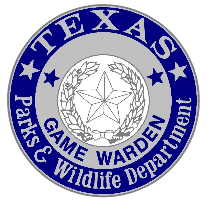 TEXAS
GAME WARDEN
Parks & Wildlife Department